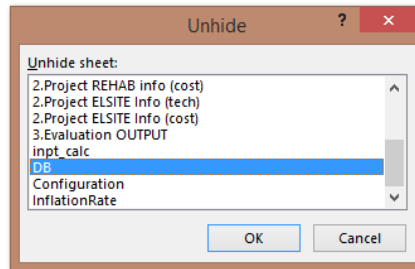 Unhide
?
Unhide sheet:
2.Project REHAB info (cost)
2.Project ELSITE Info (tech)
2.Project ELSITE Info (cost)
3.Evaluation OUTPUT
inpt_calc
DB
Configuration
InflationRate
OK
Cancel